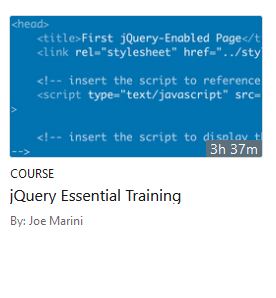 <head>
<title>First jQuery-Enabled Page</t
<link rel="stylesheet" href="../sty
<!-- insert the script to reference
<script type="text/javascript" src=
>
<!-- insert the script to display th
-->
3h 37m
COURSE
jQuery Essential Training
By: Joe Marini